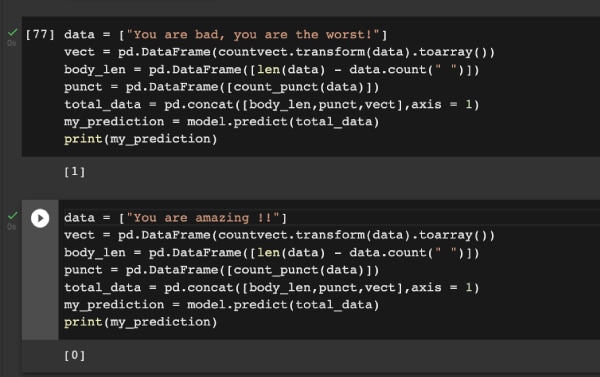 [77] data = ["You are bad, you are the worst!"]
vect = pd.DataFrame(countvect.transform(data).toarray())
body_len = pd.DataFrame([len(data) - data.count(" ")])
punct = pd.DataFrame([count_punct(data)])
total_data = pd.concat([body_len,punct,vect],axis = 1)
my_prediction = model.predict(total_data)
print(my_prediction)
[1]
data = ["You are amazing !!"]
vect = pd.DataFrame(countvect.transform(data).toarray())
body_len = pd.DataFrame([len(data) - data.count(" ")])
punct = pd.DataFrame([count_punct(data)])
total_data = pd.concat([body_len,punct,vect],axis = 1)
my_prediction = model.predict(total_data)
print(my_prediction)
[0]